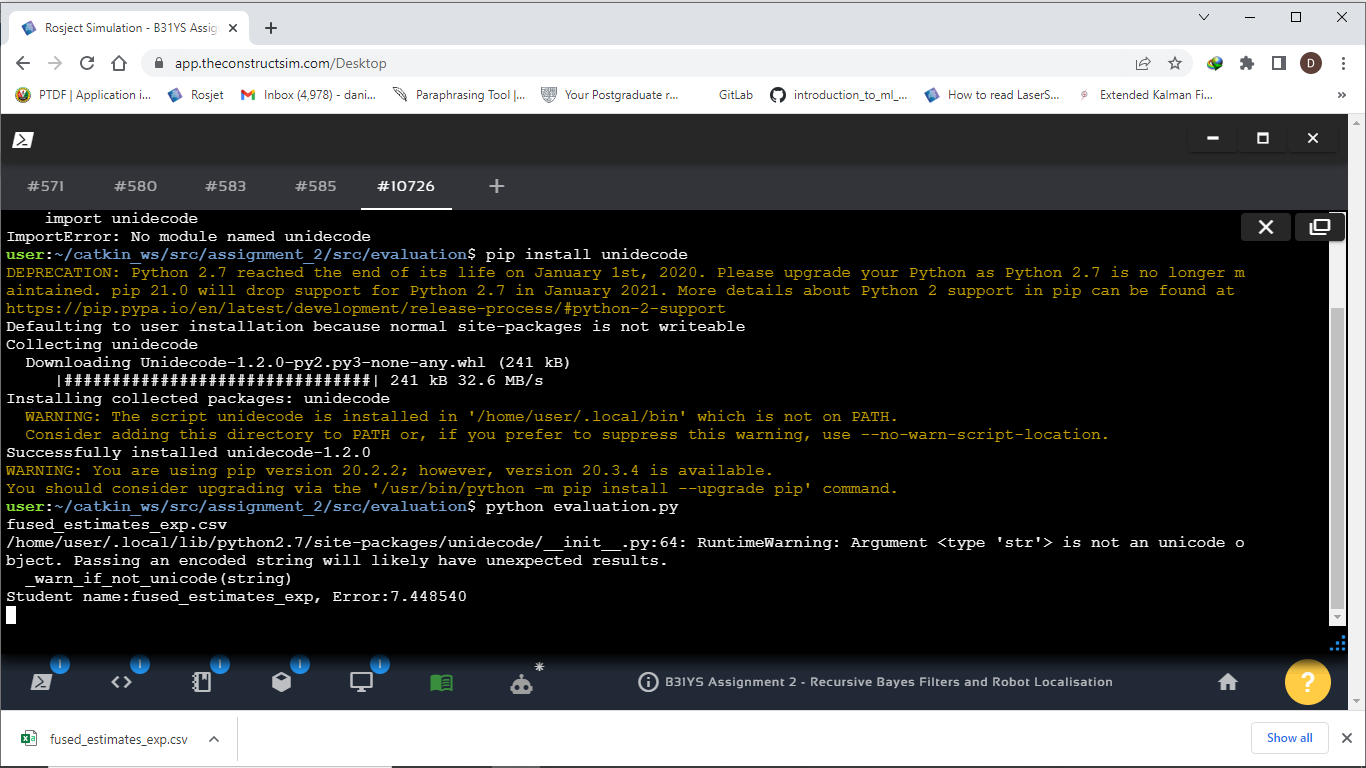 Rosject Simulation - B31YS Assig
app.theconstructsim.com/Desktop
D
PTDF | Application i...
Rosjet
Inbox (4,978) - dani...
Paraphrasing Tool |...
Your Postgraduate r...
GitLab
introduction_to_ml_...
How to read LaserS...
Extended Kalman Fi...
»
#571
#580
#583
#585
#10726
import unidecode
ImportError: No module named unidecode
user:~/catkin_ws/src/assignment_2/src/evaluation$ pip install unidecode
DEPRECATION: Python 2.7 reached the end of its life on January 1st, 2020. Please upgrade your Python as Python 2.7 is no longer m
aintained. pip 21.0 will drop support for Python 2.7 in January 2021. More details about Python 2 support in pip can be found at
https://pip.pypa.io/en/latest/development/release-process/#python-2-support
Defaulting to user installation because normal site-packages is not writeable
Collecting unidecode
Downloading Unidecode-1.2.0-py2.py3-none-any.whl (241 kB)
|################################| 241 kB 32.6 MB/s
Installing collected packages: unidecode
WARNING: The script unidecode is installed in '/home/user/.local/bin' which is not on PATH.
Consider adding this directory to PATH or, if you prefer to suppress this warning, use --no-warn-script-location.
Successfully installed unidecode-1.2.0
WARNING: You are using pip version 20.2.2; however, version 20.3.4 is available.
You should consider upgrading via the '/usr/bin/python -m pip install --upgrade pip' command.
user:~/catkin_ws/src/assignment_2/src/evaluation$ python evaluation.py
fused_estimates_exp.csv
/home/user/.local/lib/python2.7/site-packages/unidecode/__init__.py:64: RuntimeWarning: Argument <type 'str'> is not an unicode o
bject. Passing an encoded string will likely have unexpected results.
_warn_if_not_unicode(string)
Student name:fused_estimates_exp, Error:7.448540
B31YS Assignment 2 - Recursive Bayes Filters and Robot Localisation
?
fused_estimates_exp.csv
Show all